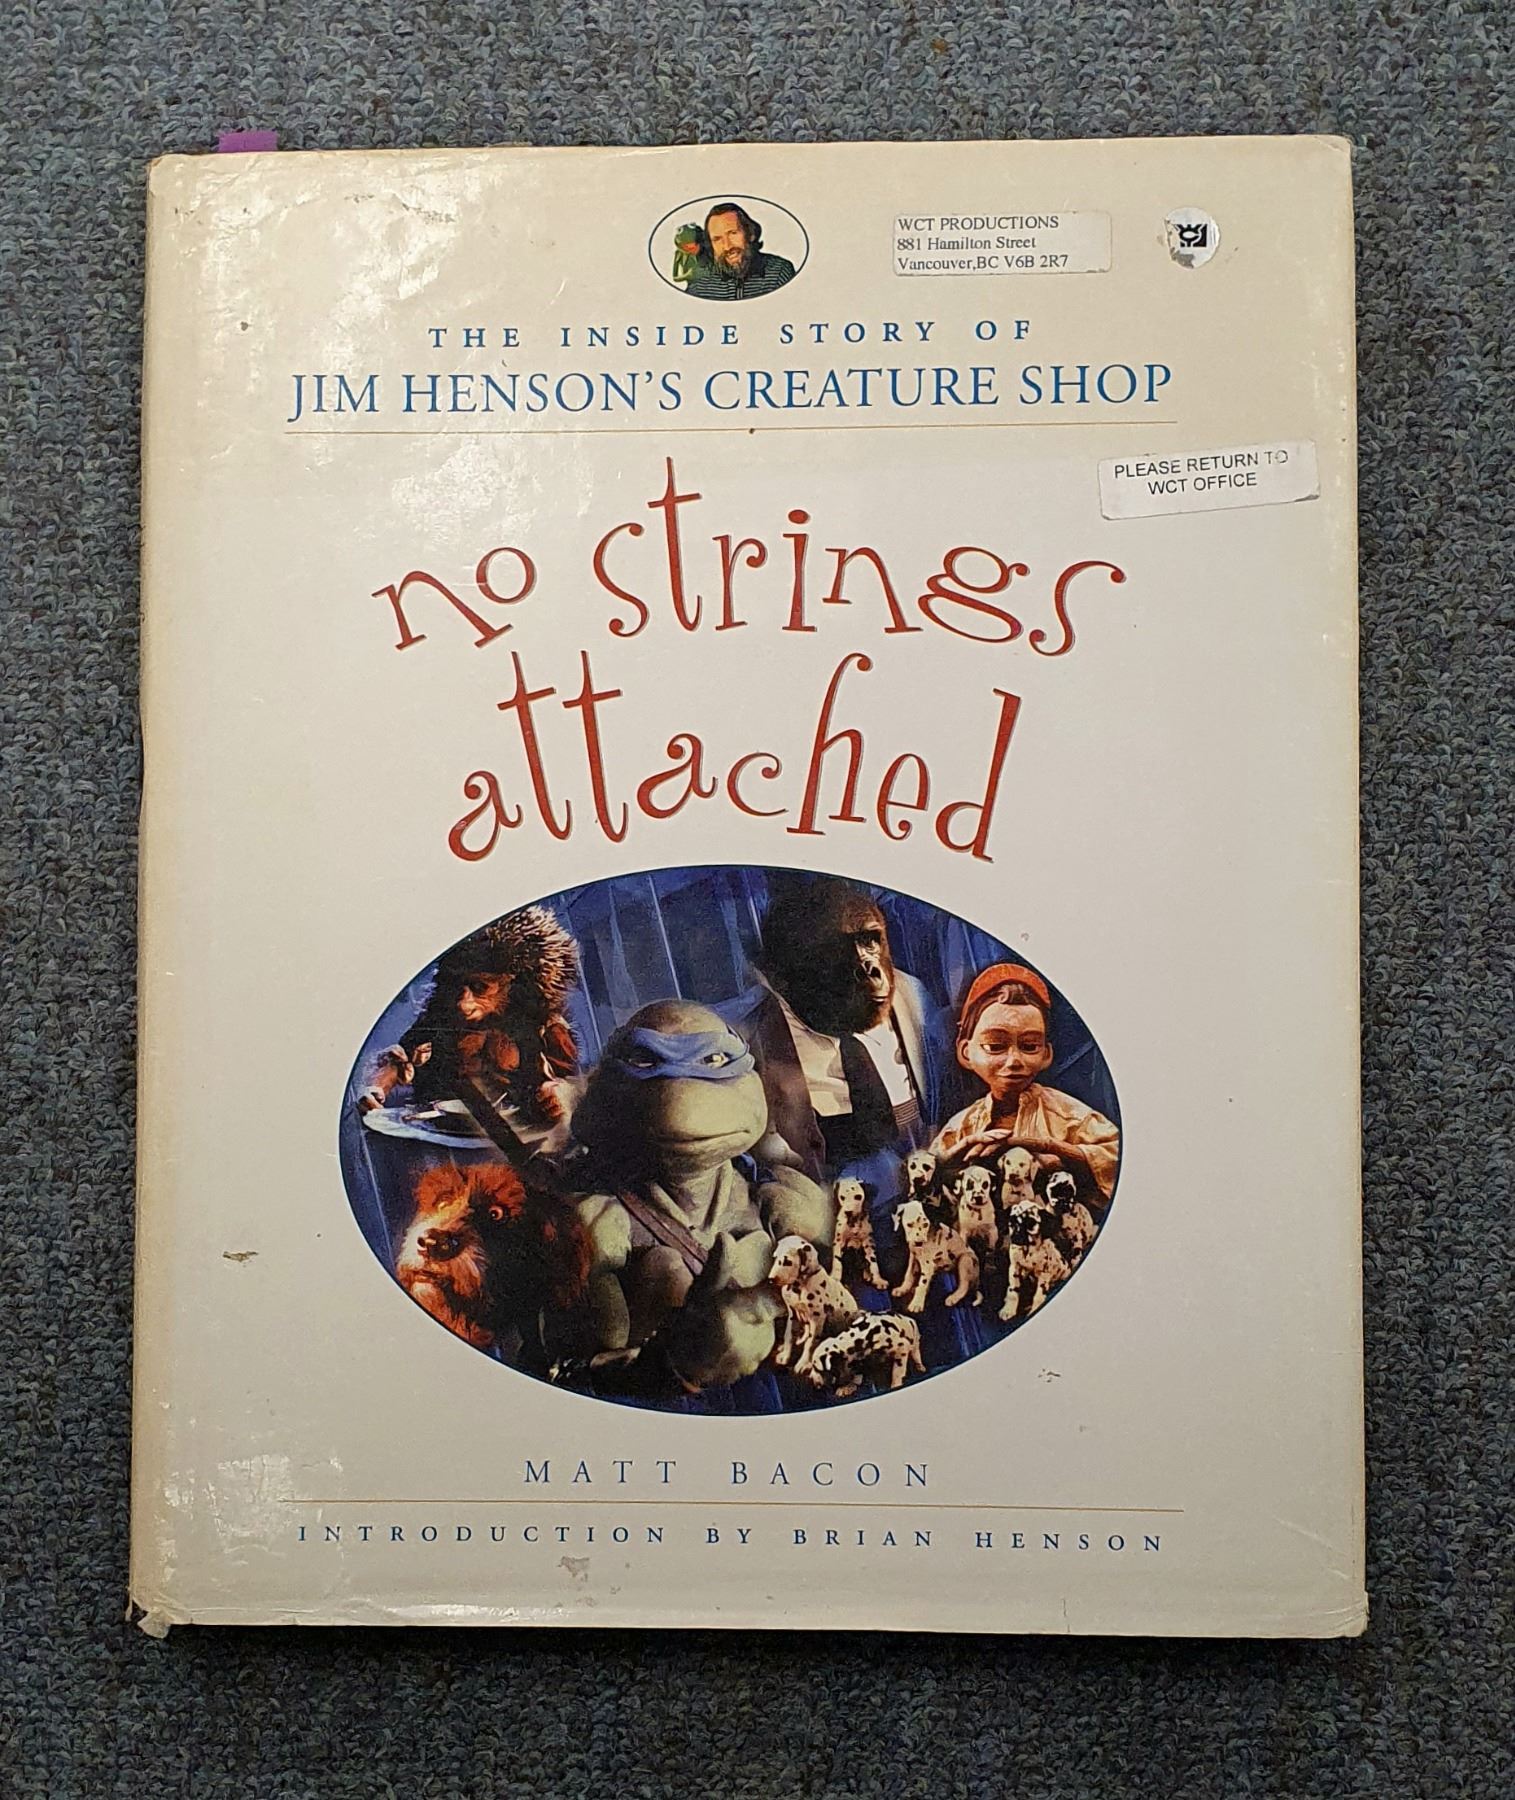 WCT PRODUCTIONS
881 Hamilton Street
Vancouver,BC V6B 2R7
THE INSIDE STORY OF
JIM HENSON'S CREATURE SHOP
PLEASE RETURN TO
WCT OFFICE
no strings
attached
MATT BACON
INTRODUCTION BY BRIAN HENSON